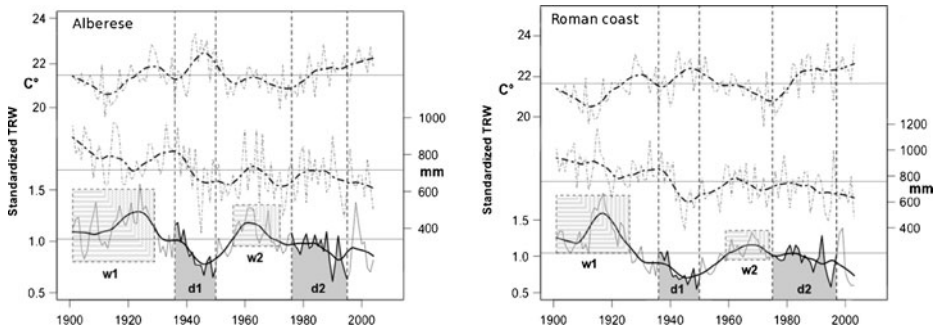 Alberese
24
22
C°
20
Standardized TRW
1000
800
mm
600
400
1.5
1.0
0.5
w1
w2
d1
d2
1900
1920
1940
1960
1980
2000
Roman coast
24
22
C°
20
Standardized TRW
1200
1000
800
mm
600
400
1.5
1.0
0.5
w1
w2
d1
d2
1900
1920
1940
1960
1980
2000